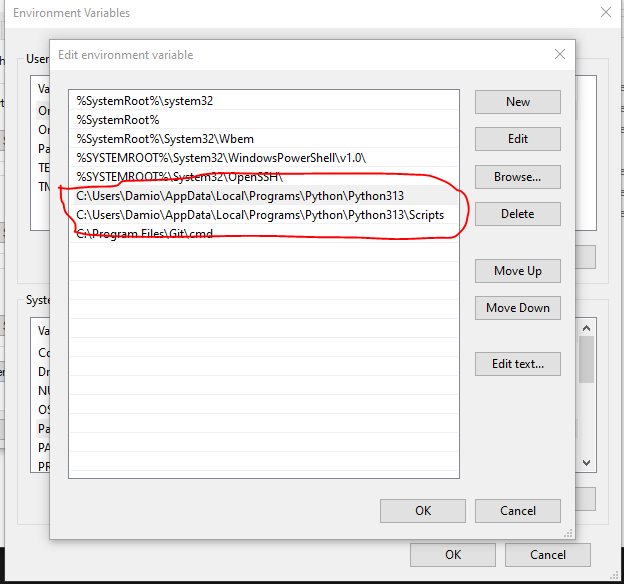 Environment Variables
User
Edit environment variable
Va
Or
Or
Pa
TE
TN
%SystemRoot%\system32
%SystemRoot%
%SystemRoot%\System32\Wbem
%SYSTEMROOT%\System32\WindowsPowerShell\v1.0\
%SYSTEMROOT%\System32\OpenSSH\
C:\Users\Damio\AppData\Local\Programs\Python\Python313
C:\Users\Damio\AppData\Local\Programs\Python\Python313\Scripts
C:\Program Files\Git\cmd
New
Edit
Browse...
Delete
Move Up
Move Down
Edit text...
Syste
Va
Co
Dr
NU
OS
Pa
PA
PR
OK
Cancel
OK
Cancel